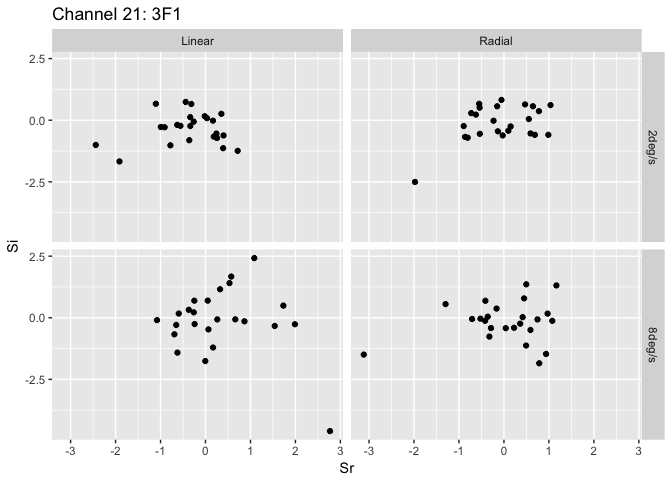 Channel 21: 3F1
Linear
Radial
2.5
0.0
-2.5
2deg/s
Si
2.5
0.0
-2.5
8deg/s
-3 -2 -1 0 1 2 3 -3 -2 -1 0 1 2 3
Sr